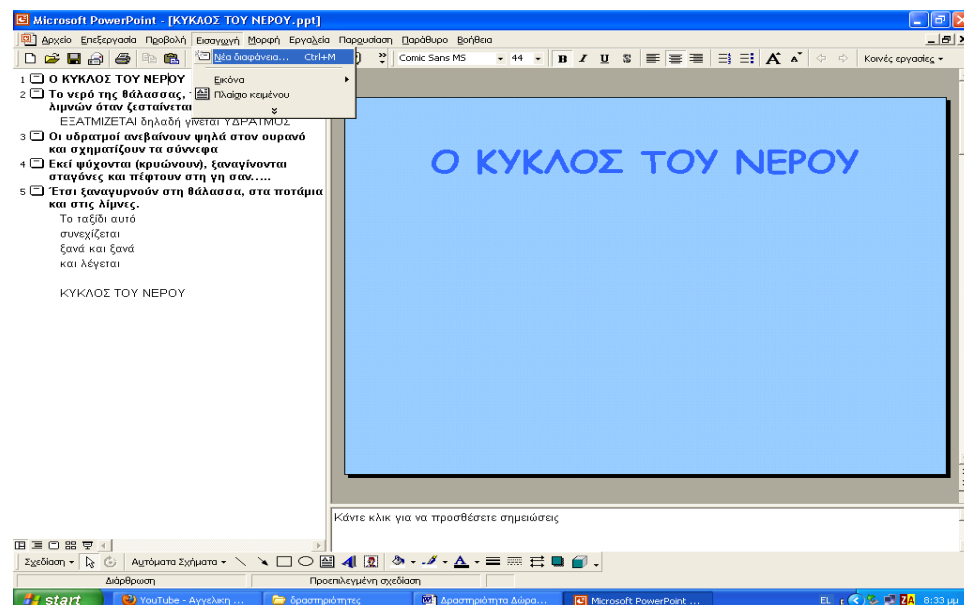 Microsoft PowerPoint - [ΚΥΚΛΟΣ ΤΟΥ ΝΕΡΟΥ.ppt]
Αρχείο Επεξεργασία Προβολή Εισαγωγή Μορφή Εργαλεία Παρουσίαση Παράθυρο Βοήθεια
Νέα διαφάνεια... Ctrl+M
Comic Sans MS 44 B I U S Κοινές εργασίες
Εικόνα
Πλαίσιο κειμένου
1 Ο ΚΥΚΛΟΣ ΤΟΥ ΝΕΡΟΥ
2 Το νερό της θάλασσας,
λιμνών όταν ζεσταίνεται
ΕΞΑΤΜΙΖΕΤΑΙ δηλαδή γίνεται ΥΔΡΑΤΜΟΣ
3 Οι υδρατμοί ανεβαίνουν ψηλά στον ουρανό
και σχηματίζουν τα σύννεφα
4 Εκεί ψύχονται (κρυώνουν), ξαναγίνονται
σταγόνες και πέφτουν στη γη σαν.....
5 Έτσι ξαναγυρνούν στη θάλασσα, στα ποτάμια
και στις λίμνες.
Το ταξίδι αυτό
συνεχίζεται
ξανά και ξανά
και λέγεται
ΚΥΚΛΟΣ ΤΟΥ ΝΕΡΟΥ
Ο ΚΥΚΛΟΣ ΤΟΥ ΝΕΡΟΥ
Κάντε κλικ για να προσθέσετε σημειώσεις
Σχεδίαση Αυτόματα Σχήματα
Διάρθρωση Προεπιλεγμένη σχεδίαση
start YouTube - Αγγελικη ... δραστηριότητες Δραστηριότητα Δώρα... Microsoft PowerPoint ... EL 8:33 μμ